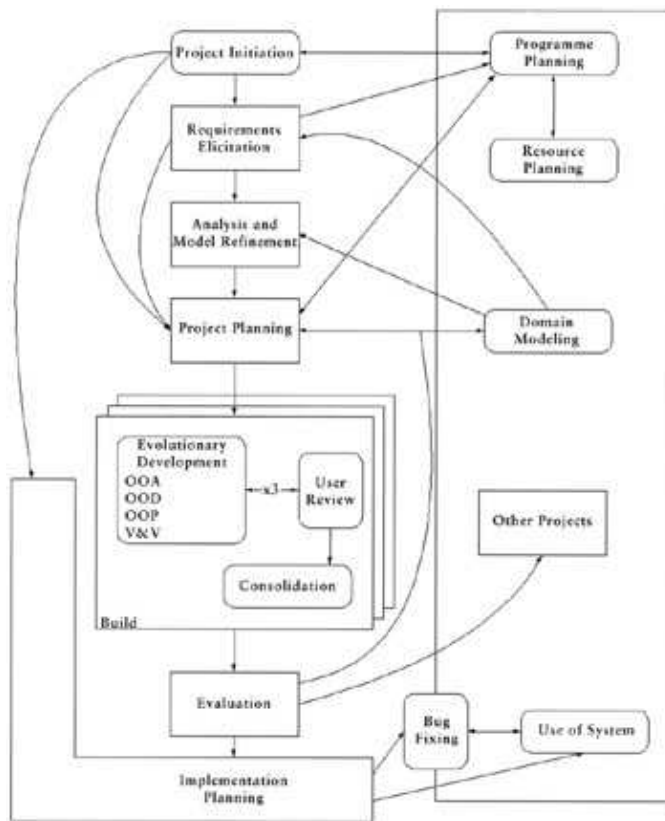 Project Initiation
Programme
Planning
Requirements
Elicitation
Resource
Planning
Analysis and
Model Refinement
Project Planning
Domain
Modeling
Evolationary
Development
OOA
OOD
OOP
V&V
x3
User
Review
Consolidation
Build
Other Projects
Evaluation
Bug
Fixing
Use of System
Implementation
Planning